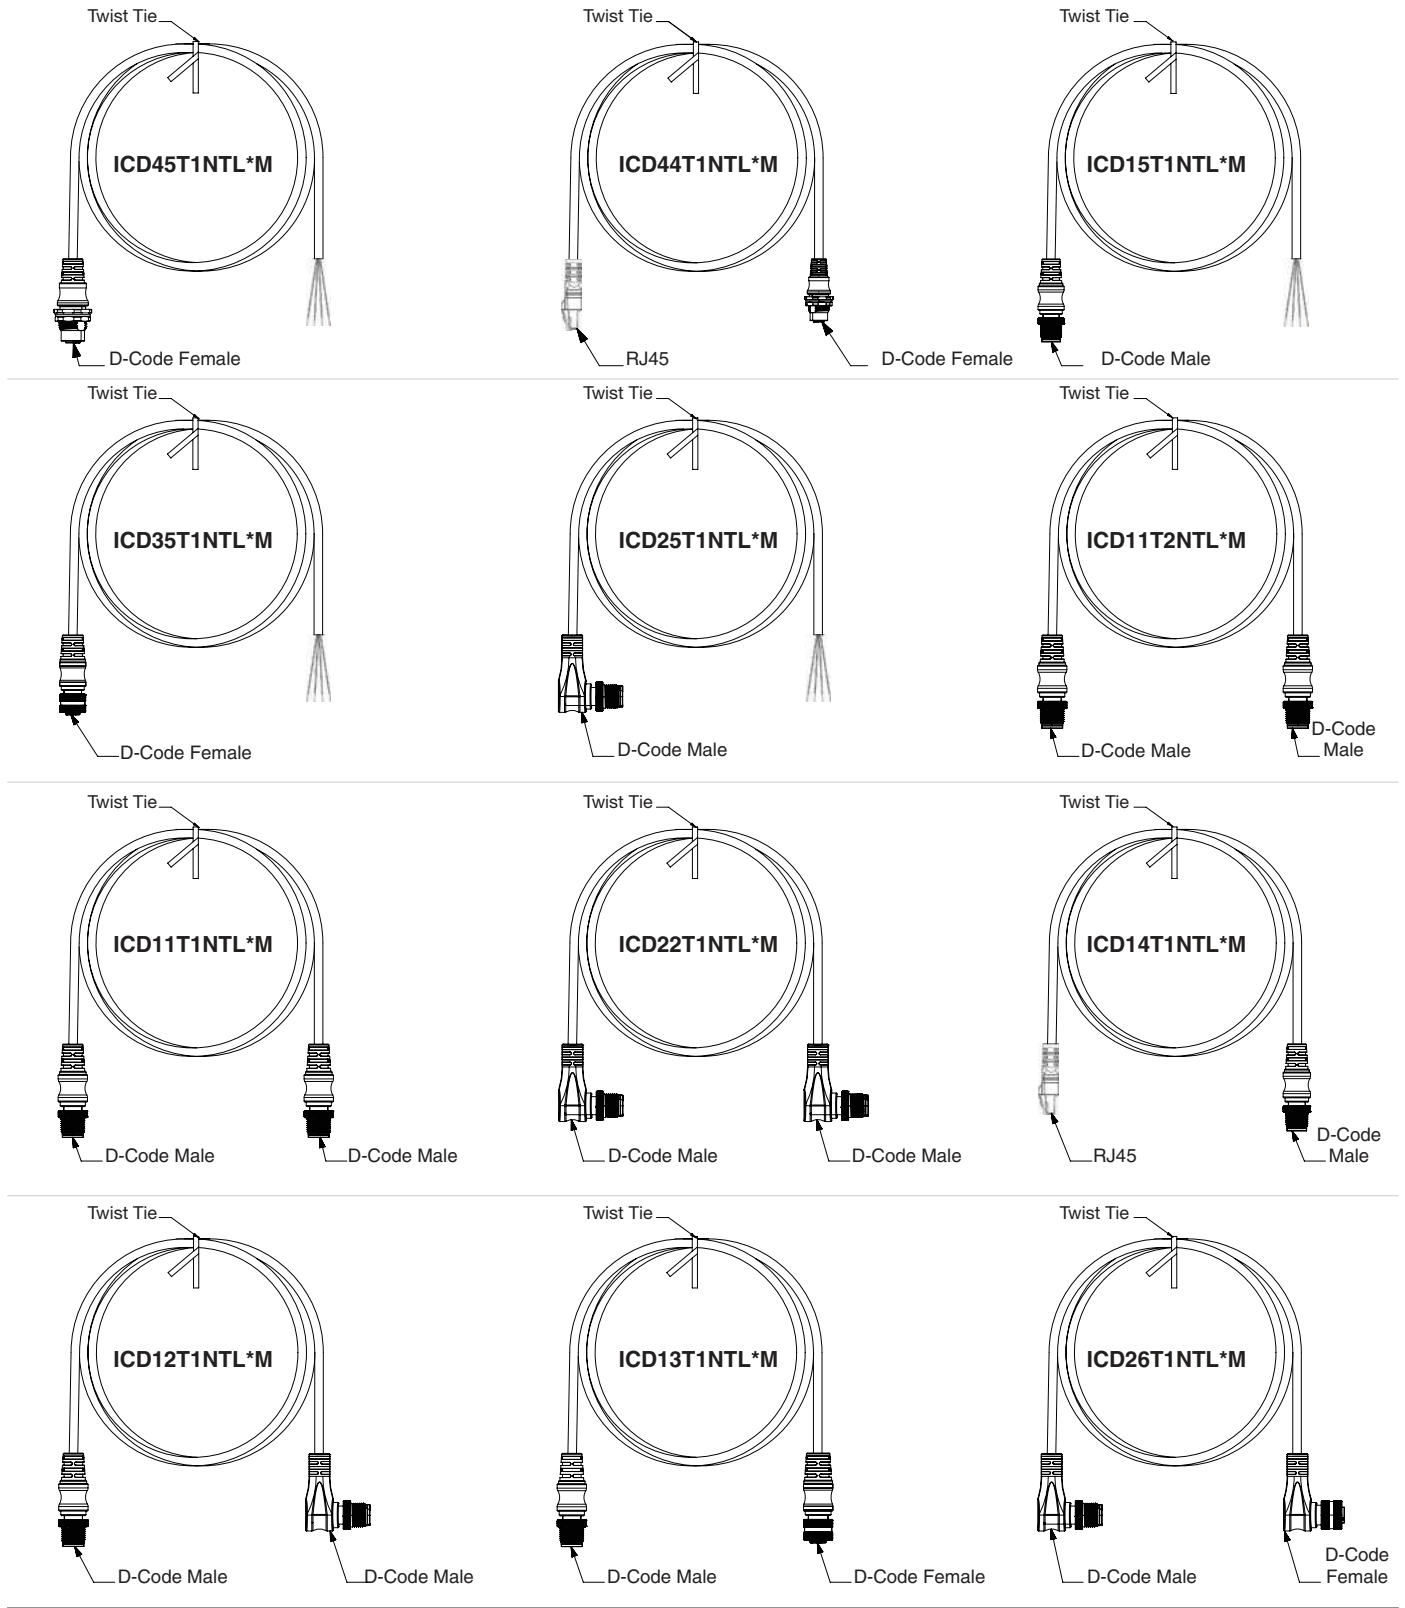 Twist Tie
Twist Tie
Twist Tie
ICD45T1NTL*M
ICD44T1NTL*M
ICD15T1NTL*M
D-Code Female
RJ45
D-Code Female
D-Code Male
Twist Tie
Twist Tie
Twist Tie
ICD35T1NTL*M
ICD25T1NTL*M
ICD11T2NTL*M
D-Code Female
D-Code Male
D-Code Male
D-Code
Male
Twist Tie
Twist Tie
Twist Tie
ICD11T1NTL*M
ICD22T1NTL*M
ICD14T1NTL*M
D-Code Male
D-Code Male
D-Code Male
D-Code Male
RJ45
D-Code
Male
Twist Tie
Twist Tie
Twist Tie
ICD12T1NTL*M
ICD13T1NTL*M
ICD26T1NTL*M
D-Code Male
D-Code Male
D-Code Male
D-Code Female
D-Code Male
D-Code
Female